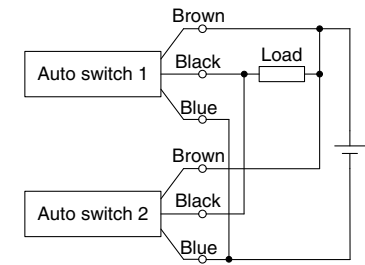 Brown
Auto switch 1
Black
Load
Blue
Brown
Auto switch 2
Black
Blue